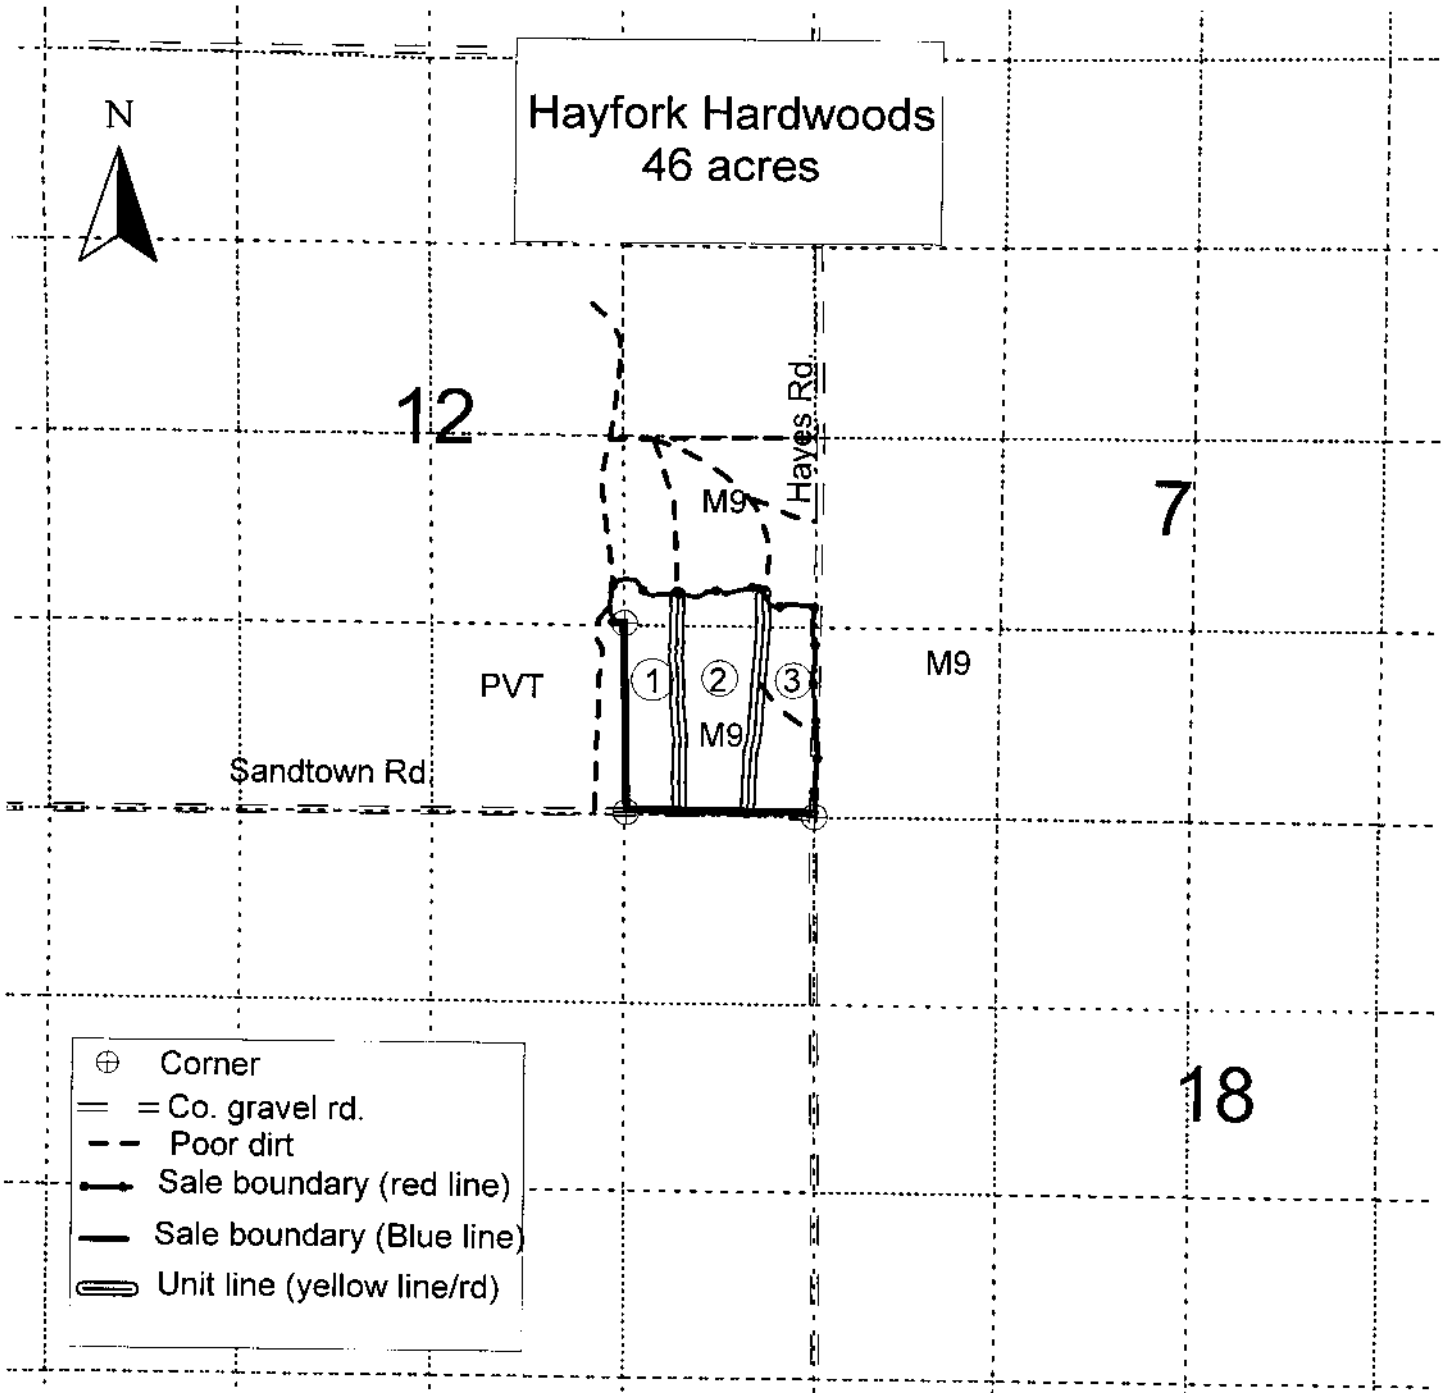 Hayfork Hardwoods
46 acres
N
12
Hayes Rd.
M9
7
PVT
1
2
3
M9
M9
Sandtown Rd.
18
Corner
Co. gravel rd.
Poor dirt
Sale boundary (red line)
Sale boundary (Blue line)
Unit line (yellow line/rd)